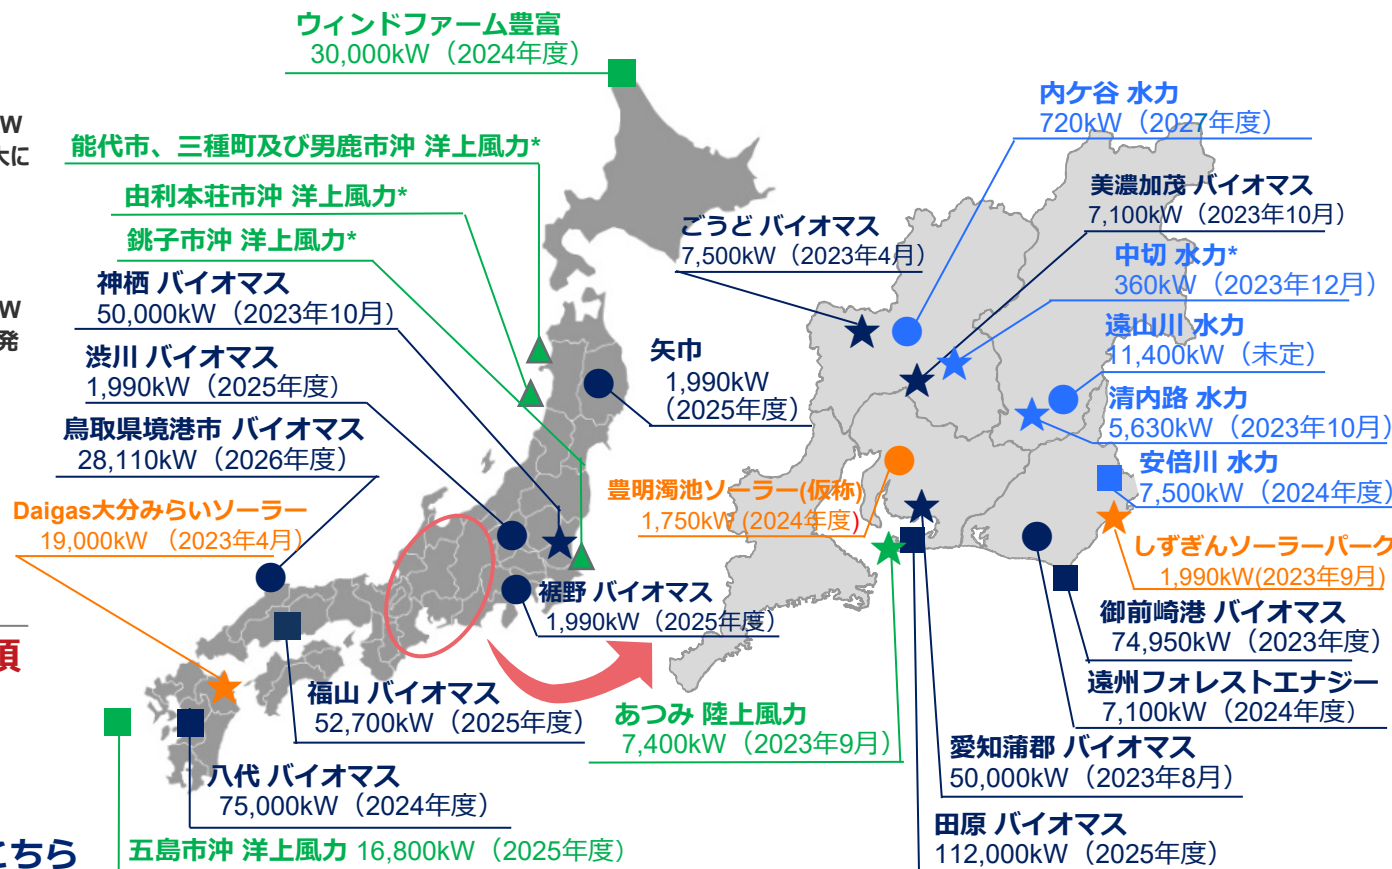 ウィンドファーム豊富
30,000kW（2024年度）
W
大に
能代市、三種町及び男鹿市沖 洋上風力*
由利本荘市沖 洋上風力*
銚子市沖 洋上風力*
神栖 バイオマス
50,000kW（2023年10月）
W
発
渋川 バイオマス
1,990kW（2025年度）
鳥取県境港市 バイオマス
28,110kW（2026年度）
Daigas大分みらいソーラー
19,000kW （2023年4月）
矢巾
1,990kW
（2025年度）
裾野 バイオマス
1,990kW（2025年度）
項
福山 バイオマス
52,700kW（2025年度）
八代 バイオマス
75,000kW（2024年度）
こちら
五島市沖 洋上風力 16,800kW（2025年度）
内ケ谷 水力
720kW（2027年度）
美濃加茂 バイオマス
7,100kW（2023年10月）
ごうど バイオマス
7,500kW（2023年4月）
中切 水力*
360kW（2023年12月）
遠山川 水力
11,400kW（未定）
清内路 水力
5,630kW（2023年10月）
安倍川 水力
7,500kW（2024年度）
豊明濁池ソーラー(仮称)
1,750kW (2024年度)
しずぎんソーラーパーク
1,990kW(2023年9月)
御前崎港 バイオマス
74,950kW（2023年度）
遠州フォレストエナジー
7,100kW（2024年度）
あつみ 陸上風力
7,400kW（2023年9月）
愛知蒲郡 バイオマス
50,000kW（2023年8月）
田原 バイオマス
112,000kW（2025年度）